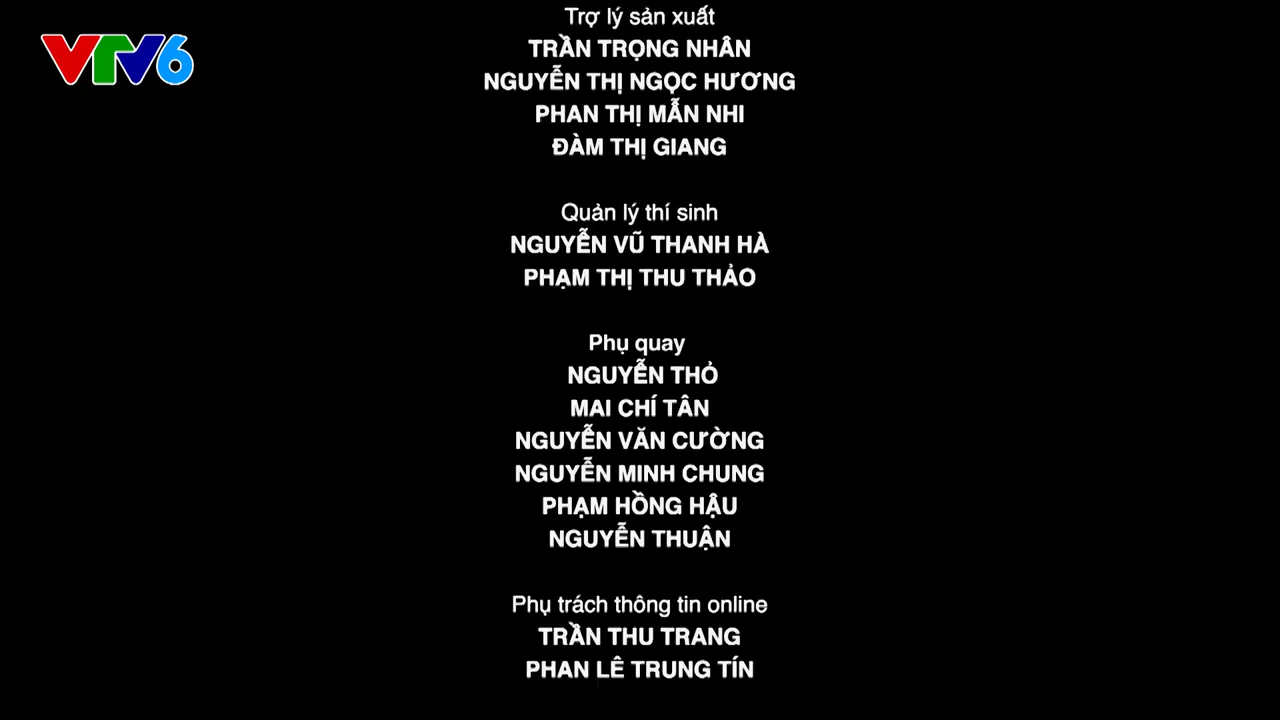 VTV6
Trợ lý sản xuất
TRẦN TRỌNG NHÂN
NGUYỄN THỊ NGỌC HƯƠNG
PHAN THỊ MẪN NHI
ĐÀM THỊ GIANG
Quản lý thí sinh
NGUYỄN VŨ THANH HÀ
PHẠM THỊ THU THẢO
Phụ quay
NGUYỄN THỎ
MAI CHÍ TÂN
NGUYỄN VĂN CƯỜNG
NGUYỄN MINH CHUNG
PHẠM HỒNG HẬU
NGUYỄN THUẬN
Phụ trách thông tin online
TRẦN THU TRANG
PHAN LÊ TRUNG TÍN